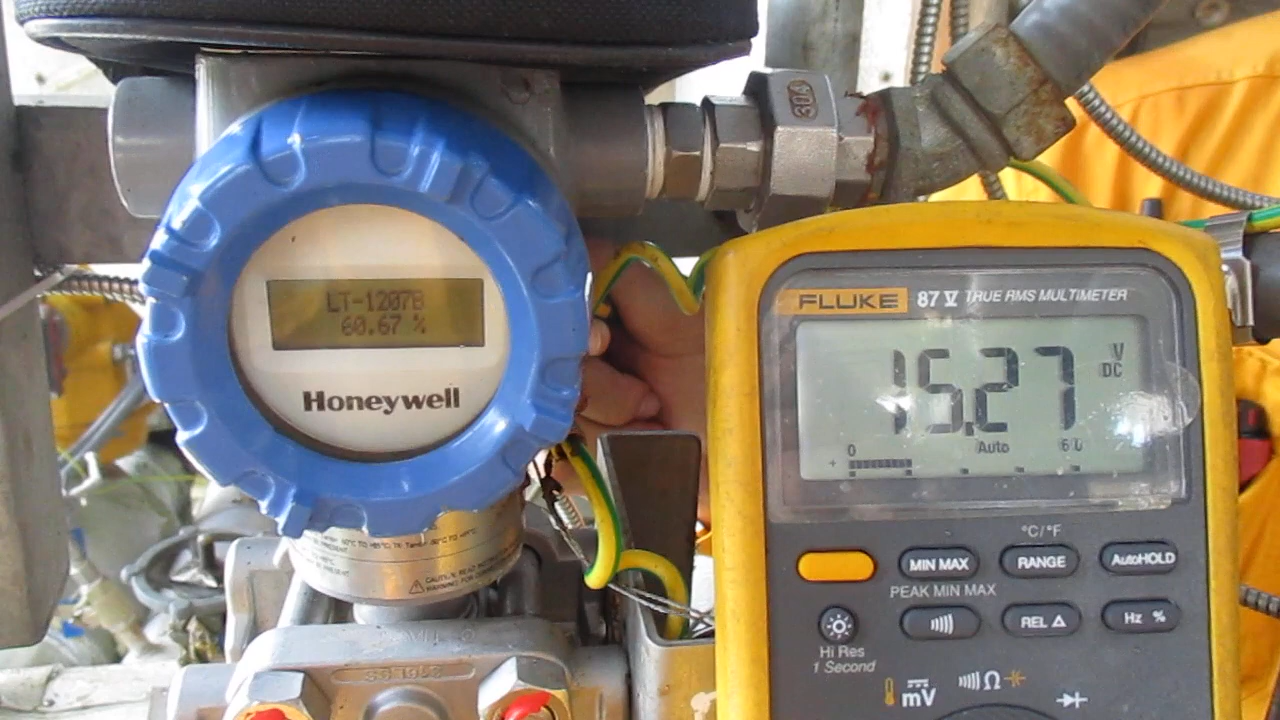 LT-1207B
60.67 %
Honeywell
304
FLUKE 87 V TRUE RMS MULTIMETER
15.27
V
DC
Auto
0
60
+
°C/°F
MIN MAX
RANGE
AutoHOLD
PEAK MIN MAX
REL Δ
Hz %
Hi Res
1 Second
mV
Ω